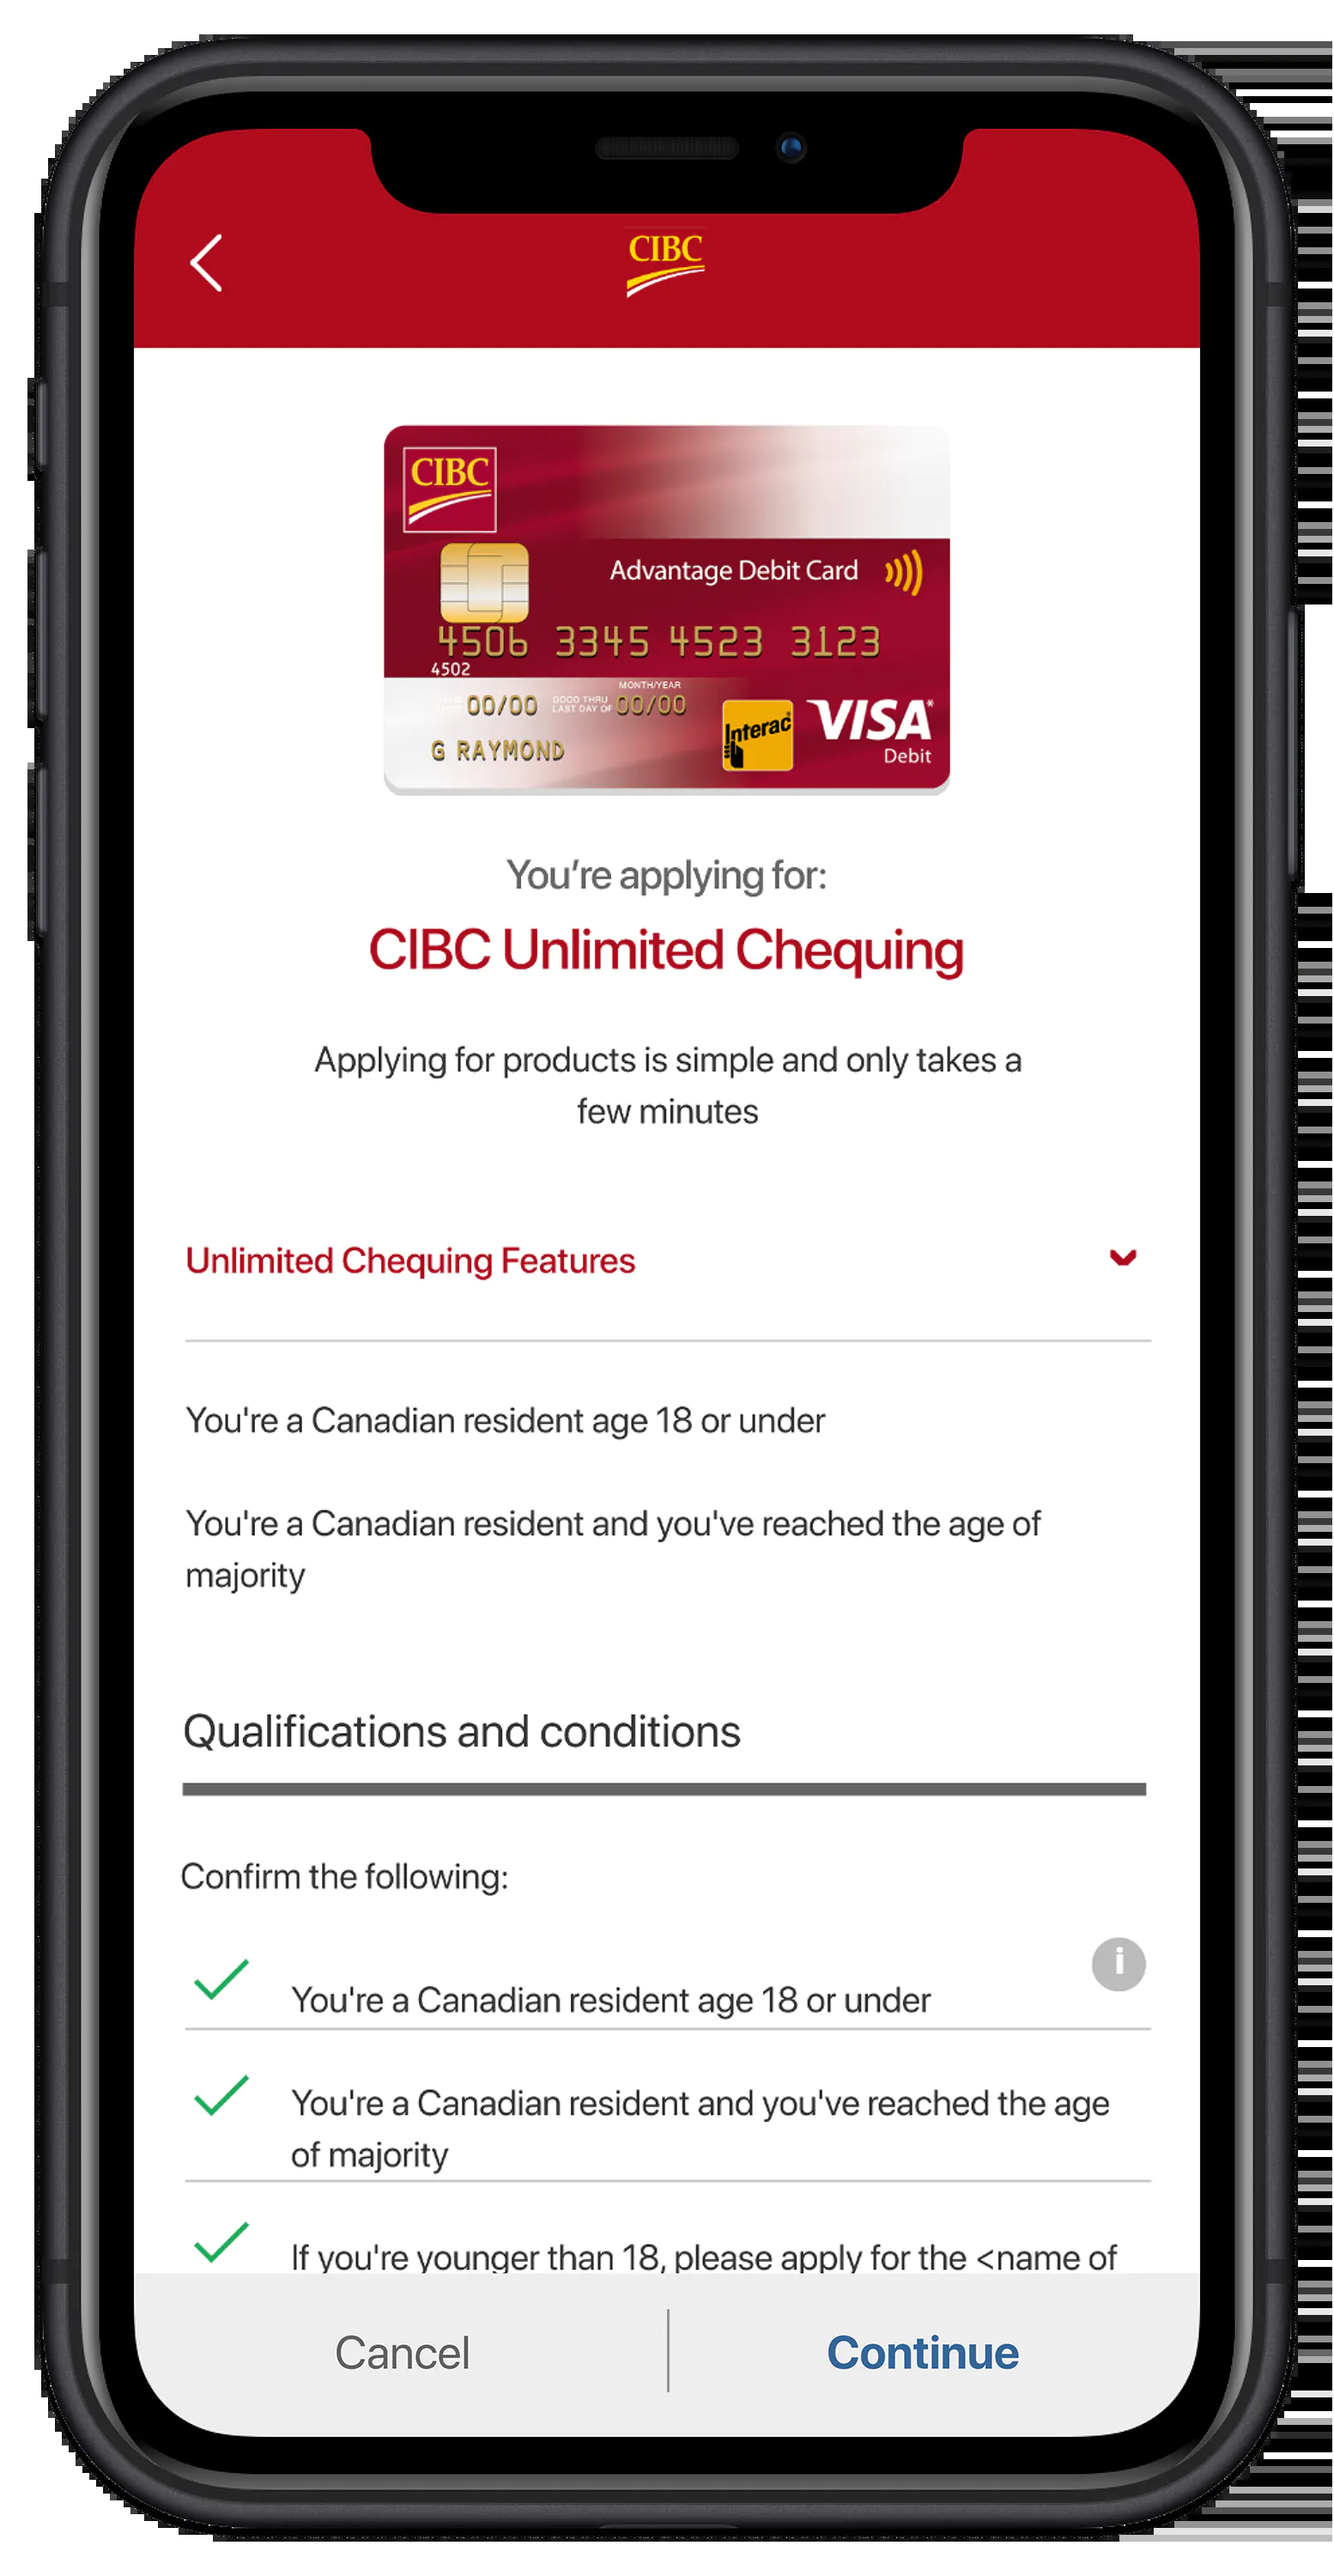 CIBC
CIBC
Advantage Debit Card
4506 3345 4523 3123
4502
MONTH/YEAR
00/00 GOOD THRU LAST DAY OF 00/00
G RAYMOND
Interac
VISA*
Debit
You're applying for:
CIBC Unlimited Chequing
Applying for products is simple and only takes a
few minutes
Unlimited Chequing Features
You're a Canadian resident age 18 or under
You're a Canadian resident and you've reached the age of
majority
Qualifications and conditions
Confirm the following:
i
You're a Canadian resident age 18 or under
You're a Canadian resident and you've reached the age
of majority
If you're younger than 18, please apply for the <name of
Cancel
Continue